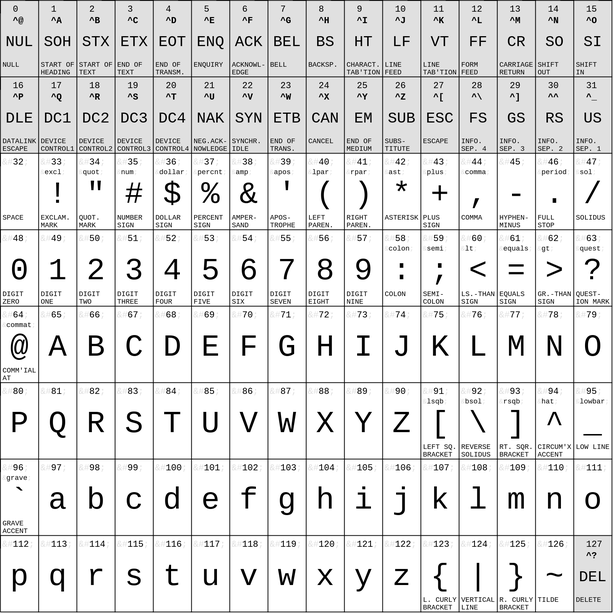 0 1 2 3 4 5 6 7 8 9 10 11 12 13 14 15
^@ ^A ^B ^C ^D ^E ^F ^G ^H ^I ^J ^K ^L ^M ^N ^O
NUL SOH STX ETX EOT ENQ ACK BEL BS HT LF VT FF CR SO SI
NULL START OF START OF END OF END OF ENQUIRY ACKNOWL- BELL BACKSP. CHARACT. LINE LINE FORM CARRIAGE SHIFT SHIFT
HEADING TEXT TEXT TRANSM. EDGE TAB'TION FEED TAB'TION FEED RETURN OUT IN
16 17 18 19 20 21 22 23 24 25 26 27 28 29 30 31
^P ^Q ^R ^S ^T ^U ^V ^W ^X ^Y ^Z ^[ ^\ ^] ^^ ^_
DLE DC1 DC2 DC3 DC4 NAK SYN ETB CAN EM SUB ESC FS GS RS US
DATALINK DEVICE DEVICE DEVICE DEVICE NEG.ACK- SYNCHR. END OF CANCEL END OF SUBS- ESCAPE INFO. INFO. INFO. INFO.
ESCAPE CONTROL1 CONTROL2 CONTROL3 CONTROL4 NOWLEDGE IDLE TRANS. MEDIUM TITUTE SEP. 4 SEP. 3 SEP. 2 SEP. 1
32 33 34 35 36 37 38 39 40 41 42 43 44 45 46 47
excl quot num dollar percnt amp apos lpar rpar ast plus comma period sol
! " # $ % & ' ( ) * + , - . /
SPACE EXCLAM. QUOT. NUMBER DOLLAR PERCENT AMPER- APOS- LEFT RIGHT ASTERISK PLUS COMMA HYPHEN- FULL SOLIDUS
MARK MARK SIGN SIGN SIGN SAND TROPHE PAREN. PAREN. SIGN MINUS STOP
48 49 50 51 52 53 54 55 56 57 58 59 60 61 62 63
colon semi lt equals gt quest
0 1 2 3 4 5 6 7 8 9 : ; < = > ?
DIGIT DIGIT DIGIT DIGIT DIGIT DIGIT DIGIT DIGIT DIGIT DIGIT COLON SEMI- LS.-THAN EQUALS GR.-THAN QUEST-
ZERO ONE TWO THREE FOUR FIVE SIX SEVEN EIGHT NINE COLON SIGN SIGN SIGN ION MARK
64 65 66 67 68 69 70 71 72 73 74 75 76 77 78 79
commat
@ A B C D E F G H I J K L M N O
COMM'IAL
AT
80 81 82 83 84 85 86 87 88 89 90 91 92 93 94 95
lsqb bsol rsqb hat lowbar
P Q R S T U V W X Y Z [ \ ] ^ _
LEFT SQ. REVERSE RT. SQR. CIRCUM'X LOW LINE
BRACKET SOLIDUS BRACKET ACCENT
96 97 98 99 100 101 102 103 104 105 106 107 108 109 110 111
grave
` a b c d e f g h i j k l m n o
GRAVE
ACCENT
112 113 114 115 116 117 118 119 120 121 122 123 124 125 126 127
^?
p q r s t u v w x y z { | } ~ DEL
L. CURLY VERTICAL R. CURLY TILDE DELETE
BRACKET LINE BRACKET